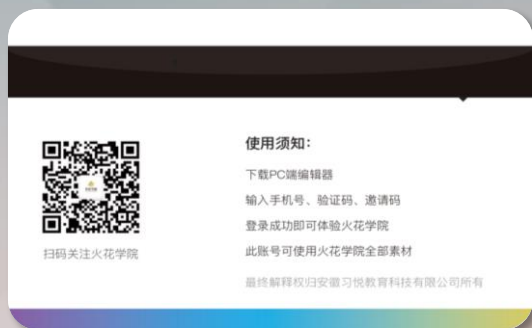 使用须知：
下载PC端编辑器
输入手机号、验证码、邀请码
登录成功即可体验火花学院
此账号可使用火花学院全部素材
扫码关注火花学院
最终解释权归安徽习悦教育科技有限公司所有